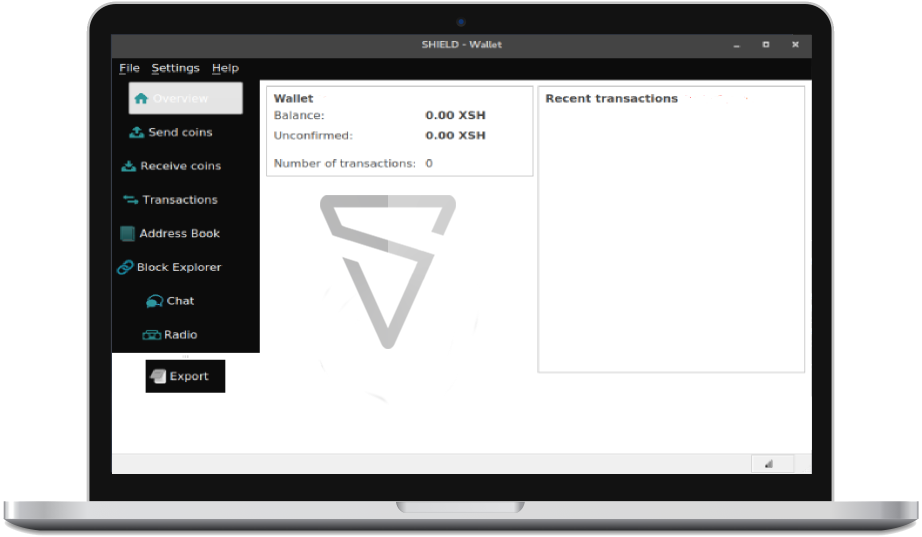 SHIELD - Wallet
File Settings Help
Overview
Send coins
Receive coins
Transactions
Address Book
Block Explorer
Chat
Radio
Export
Wallet
Balance: 0.00 XSH
Unconfirmed: 0.00 XSH
Number of transactions: 0
Recent transactions